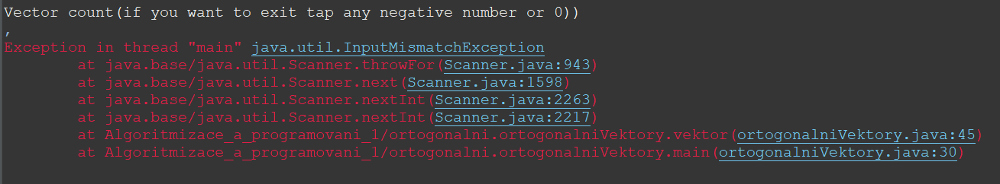 Vector count(if you want to exit tap any negative number or 0))
,
Exception in thread "main" java.util.InputMismatchException
at java.base/java.util.Scanner.throwFor(Scanner.java:943)
at java.base/java.util.Scanner.next(Scanner.java:1598)
at java.base/java.util.Scanner.nextInt(Scanner.java:2263)
at java.base/java.util.Scanner.nextInt(Scanner.java:2217)
at Algoritmizace_a_programovani_1/ortogonalni.ortogonalniVektory.vektor(ortogonalniVektory.java:45)
at Algoritmizace_a_programovani_1/ortogonalni.ortogonalniVektory.main(ortogonalniVektory.java:30)